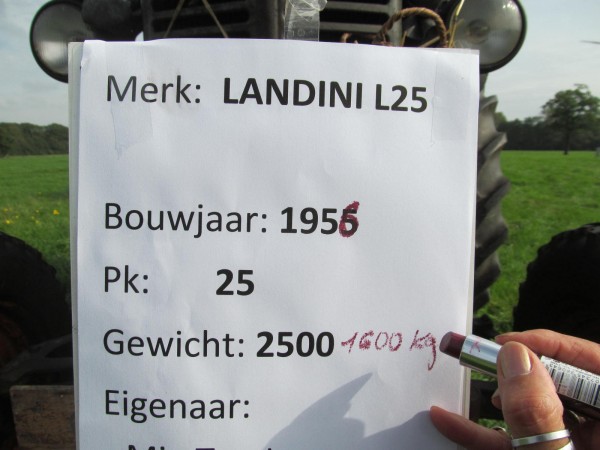 Merk: LANDINI L25
Bouwjaar: 1956
Pk: 25
Gewicht: 2500 1600 kg
Eigenaar: